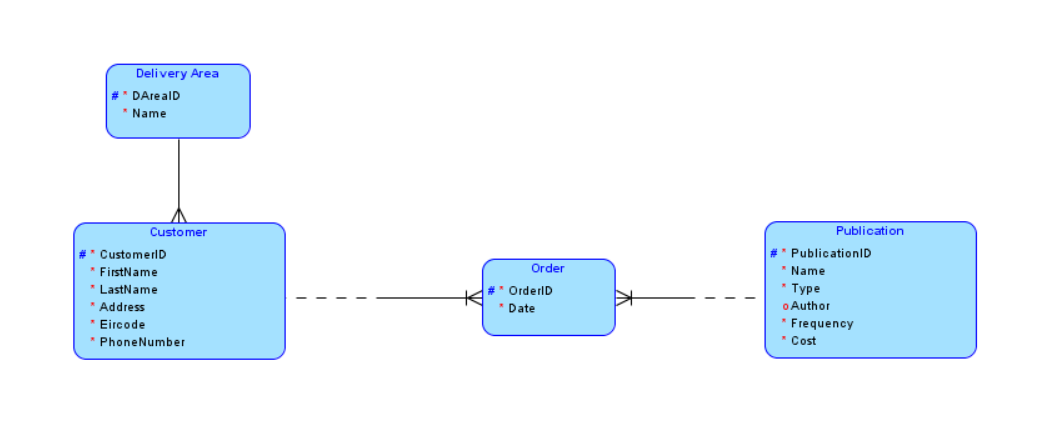 Delivery Area
# * DAreaID
* Name
Customer
# * CustomerID
* FirstName
* LastName
* Address
* Eircode
* PhoneNumber
Order
# * OrderID
* Date
Publication
# * PublicationID
* Name
* Type
o Author
* Frequency
* Cost